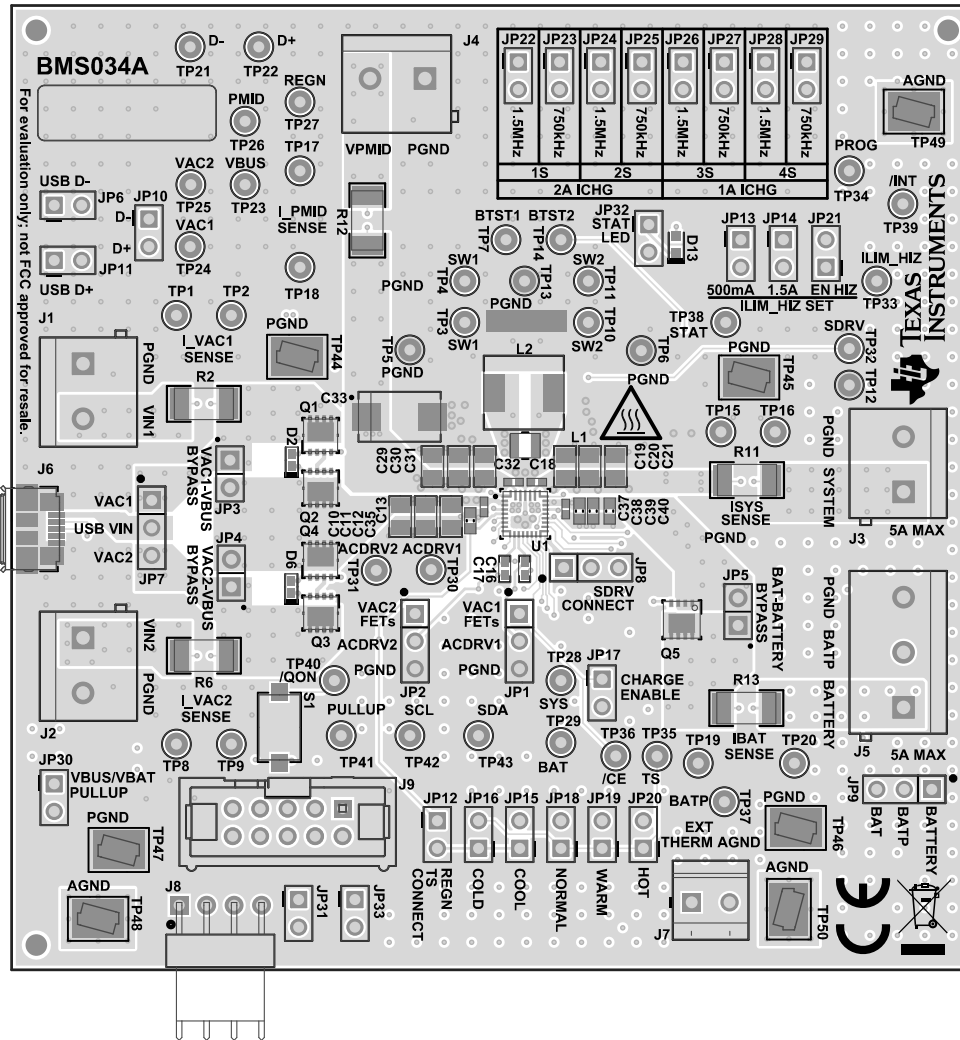 BMS034A
For evaluation only; not FCC approved for resale.
D-
TP21
D+
TP22
REGN
TP27
PMID
TP26
TP17
VAC2
TP25
VBUS
TP23
VAC1
TP24
I_PMID
SENSE
TP18
USB D-
JP6
JP10
D-
D+
JP11
USB D+
TP1
TP2
J4
VPMID
PGND
R12
JP22
JP23
JP24
JP25
JP26
JP27
JP28
JP29
1.5MHz
750kHz
1.5MHz
750kHz
1.5MHz
750kHz
1.5MHz
750kHz
1S
2S
3S
4S
2A ICHG
1A ICHG
AGND
TP49
PROG
TP34
/INT
TP39
TEXAS
INSTRUMENTS
ILIM_HIZ
TP33
BTST1
TP7
BTST2
TP14
JP32
STAT
LED
D13
JP13
JP14
JP21
500mA
1.5A
EN HIZ
ILIM_HIZ SET
PGND
SW1
TP4
TP13
PGND
SW2
TP11
TP3
SW1
TP10
SW2
TP38
STAT
SDRV
TP32
TP12
J1
PGND
VIN1
I_VAC1
SENSE
R2
PGND
TP44
TP5
PGND
L2
TP6
PGND
PGND
TP45
TP15
TP16
C33
Q1
D2
Q2
Q4
D6
Q3
VAC1-VBUS
BYPASS
JP3
JP4
VAC2-VBUS
BYPASS
J6
VAC1
USB VIN
VAC2
JP7
C29
C30
C31
C32
C18
L1
C19
C20
C21
C10
C11
C12
C35
C13
U1
C37
C38
C39
C40
R11
ISYS
SENSE
PGND
PGND
SYSTEM
J3
5A MAX
ACDRV2
TP31
ACDRV1
TP30
C17
C16
JP8
SDRV
CONNECT
VAC2
FETs
ACDRV2
PGND
JP2
VAC1
FETs
ACDRV1
PGND
JP1
Q5
JP5
BAT-BATTERY
BYPASS
PGND
BATP
BATTERY
J5
5A MAX
J2
VIN2
PGND
R6
I_VAC2
SENSE
TP8
TP9
TP40
/QON
S1
PULLUP
TP41
SCL
TP42
SDA
TP43
TP28
SYS
TP29
BAT
JP17
CHARGE
ENABLE
TP36
/CE
TP35
TS
R13
IBAT
SENSE
TP19
TP20
JP30
VBUS/VBAT
PULLUP
PGND
TP47
AGND
TP48
J9
J8
JP31
JP33
JP12
JP16
JP15
JP18
JP19
JP20
REGN
TS
CONNECT
COLD
COOL
NORMAL
WARM
HOT
BATP
TP37
EXT
THERM
AGND
J7
PGND
TP46
AGND
TP50
JP9
BAT
BATP
BATTERY